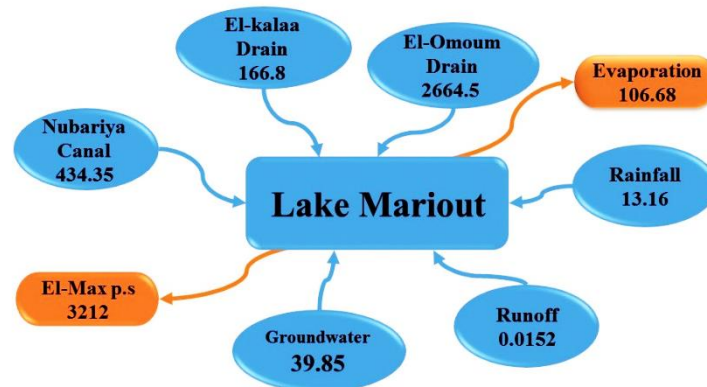 El-kalaa
Drain
166.8
El-Omoum
Drain
2664.5
Evaporation
106.68
Nubariya
Canal
434.35
Lake Mariout
Rainfall
13.16
El-Max p.s
3212
Groundwater
39.85
Runoff
0.0152